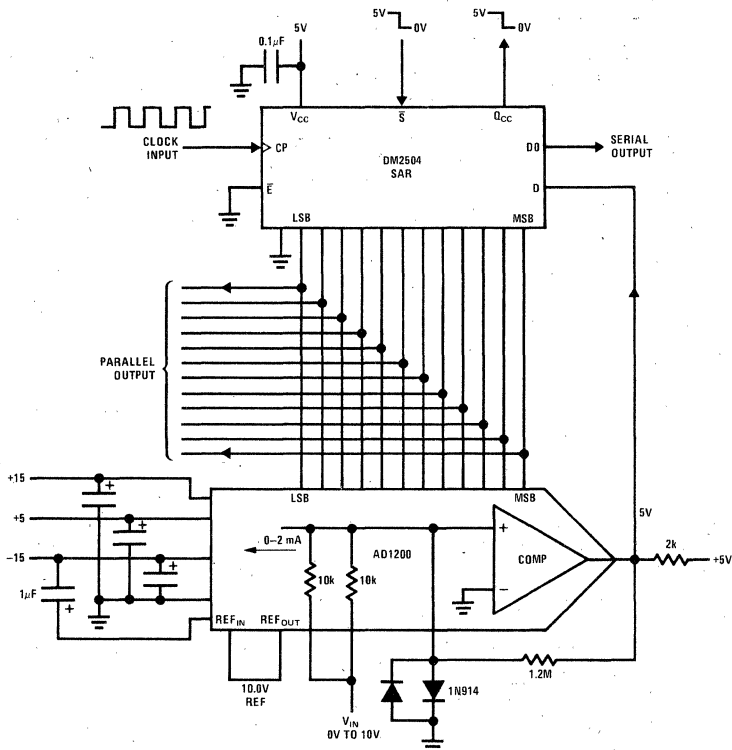 5V
0V
5V
0V
5V
0.1µF
VCC
S̅
QCC
CLOCK
INPUT
CP
DO
SERIAL
OUTPUT
DM2504
SAR
E̅
D
LSB
MSB
PARALLEL
OUTPUT
+15
+5
-15
1µF
+
+
+
+
LSB
MSB
0–2 mA
AD1200
10k
10k
+
COMP
−
5V
2k
+5V
REFIN
REFOUT
10.0V
REF
VIN
0V TO 10V
1N914
1.2M